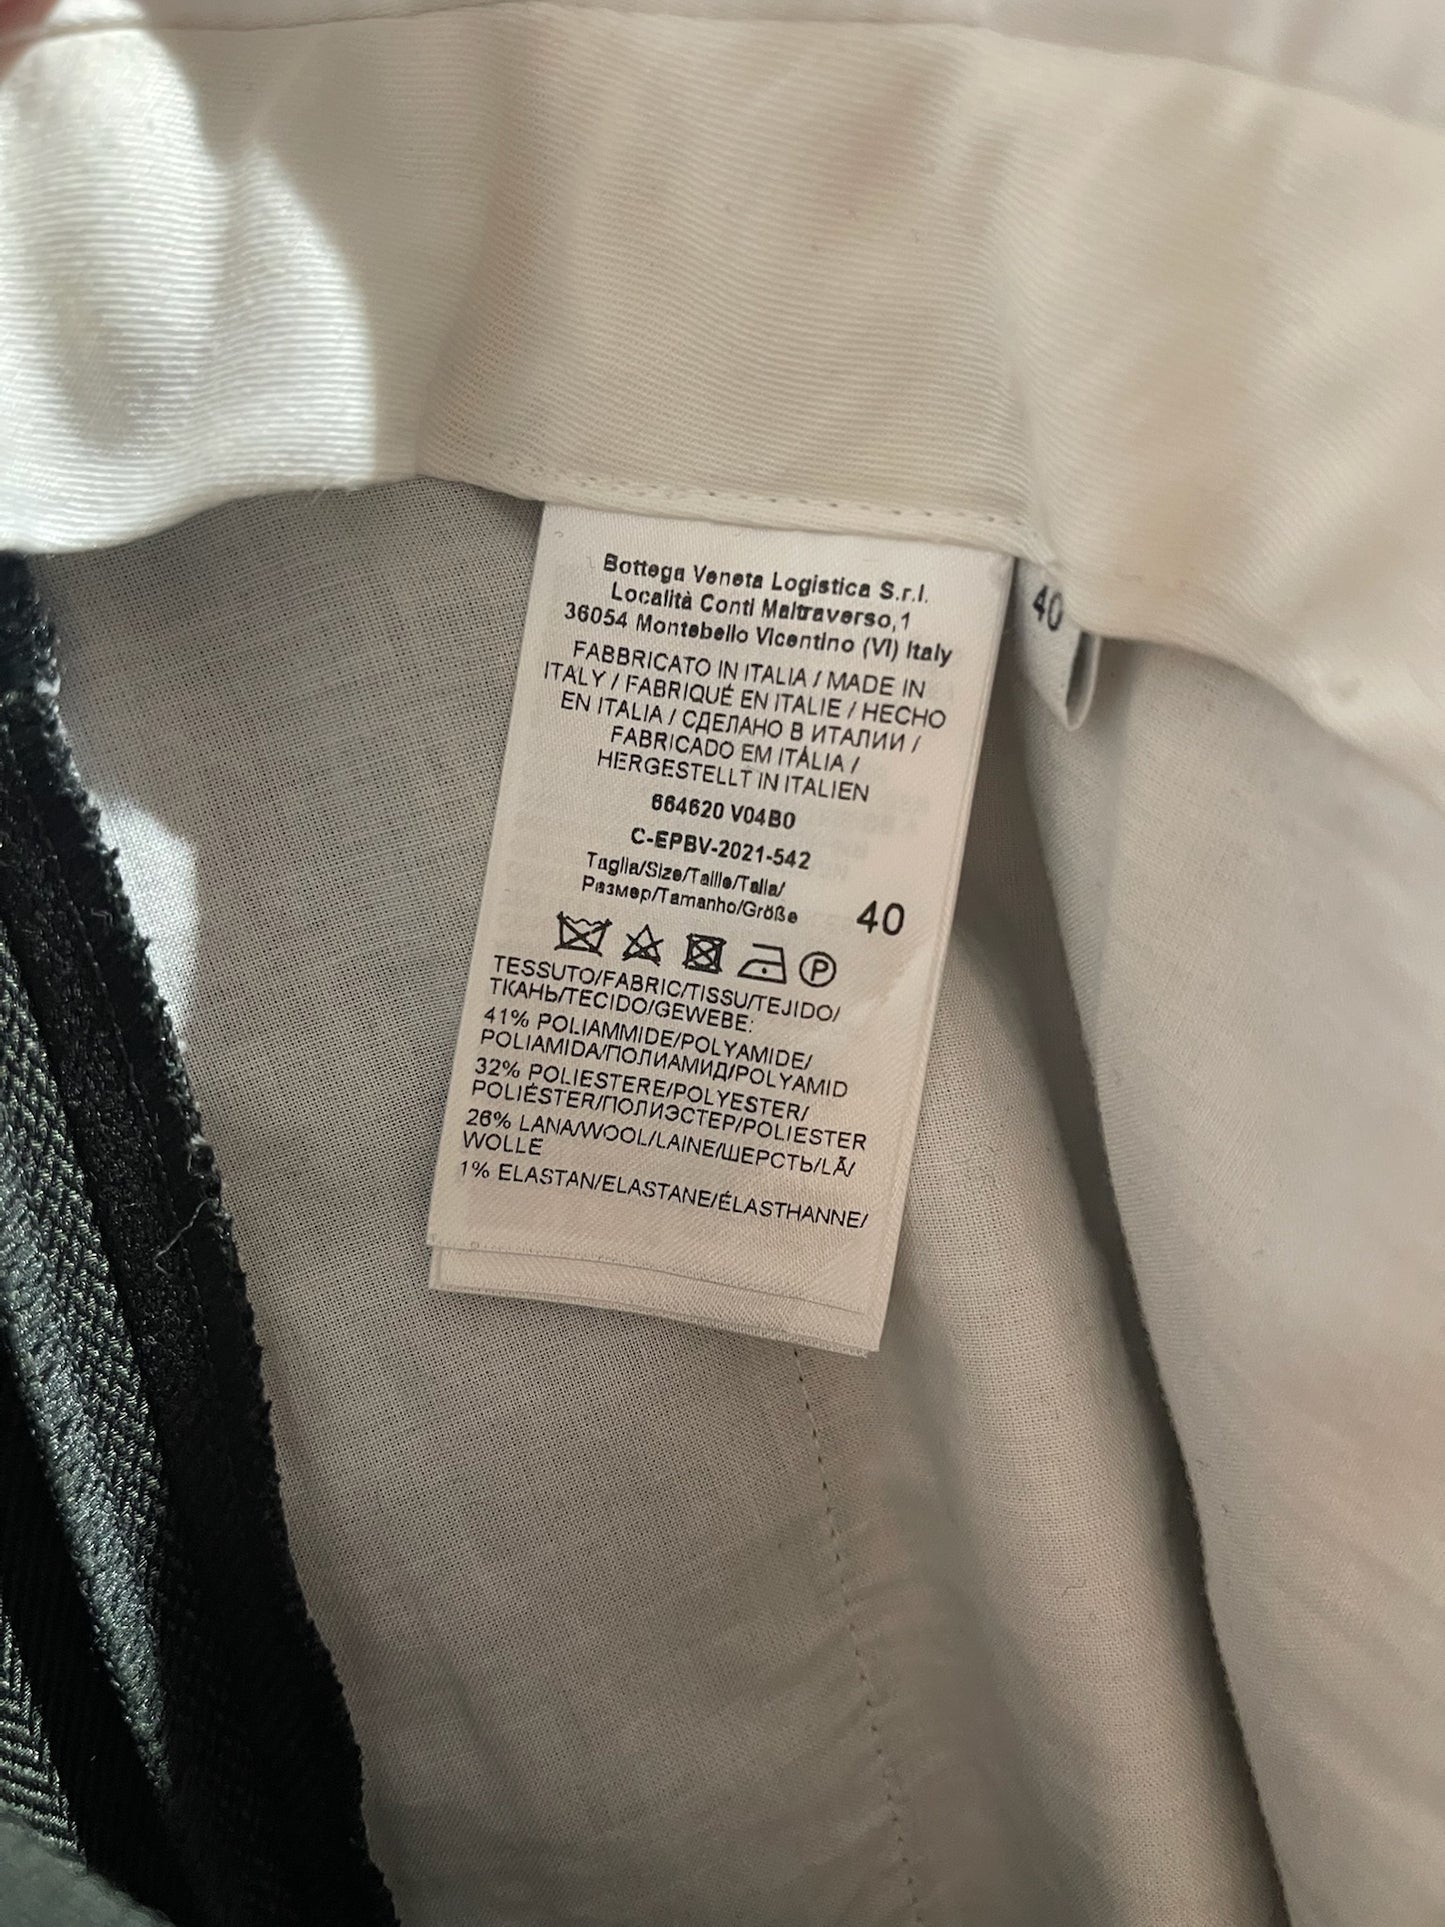 Bottega Veneta Logistica S.r.l.
Località Conti Maltraverso,1
36054 Montebello Vicentino (VI) Italy
FABBRICATO IN ITALIA / MADE IN
ITALY / FABRIQUÉ EN ITALIE / HECHO
EN ITALIA / СДЕЛАНО В ИТАЛИИ /
FABRICADO EM ITÁLIA /
HERGESTELLT IN ITALIEN
664620 V04B0
C-EPBV-2021-542
Taglia/Size/Taille/Talla/
Размер/Tamanho/Größe
40
P
TESSUTO/FABRIC/TISSU/TEJIDO/
ТКАНЬ/TECIDO/GEWEBE:
41% POLIAMMIDE/POLYAMIDE/
POLIAMIDA/ПОЛИАМИД/POLYAMID
32% POLIESTERE/POLYESTER/
POLIÉSTER/ПОЛИЭСТЕР/POLIESTER
26% LANA/WOOL/LAINE/ШЕРСТЬ/LÃ/
WOLLE
1% ELASTAN/ELASTANE/ÉLASTHANNE/
40